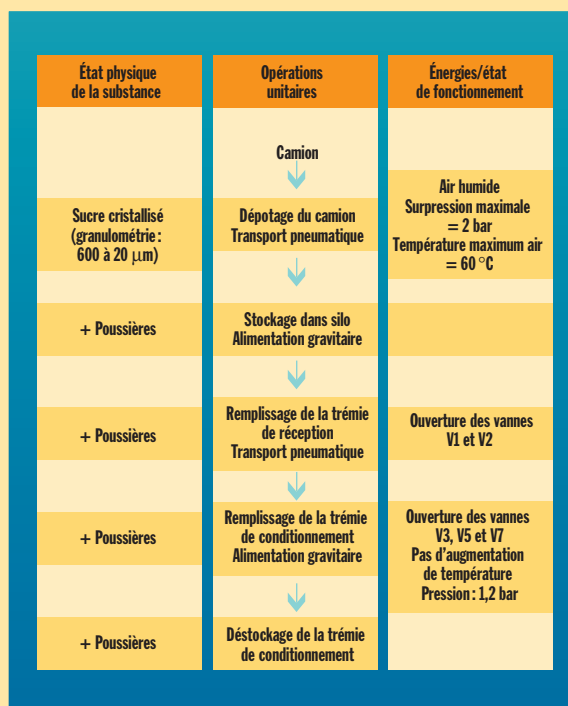 État physique
de la substance
Opérations
unitaires
Énergies/état
de fonctionnement
Camion
Sucre cristallisé
(granulométrie :
600 à 20 μm)
Dépotage du camion
Transport pneumatique
Air humide
Surpression maximale
= 2 bar
Température maximum air
= 60 °C
+ Poussières
Stockage dans silo
Alimentation gravitaire
+ Poussières
Remplissage de la trémie
de réception
Transport pneumatique
Ouverture des vannes
V1 et V2
+ Poussières
Remplissage de la trémie
de conditionnement
Alimentation gravitaire
Ouverture des vannes
V3, V5 et V7
Pas d'augmentation
de température
Pression : 1,2 bar
+ Poussières
Déstockage de la trémie
de conditionnement